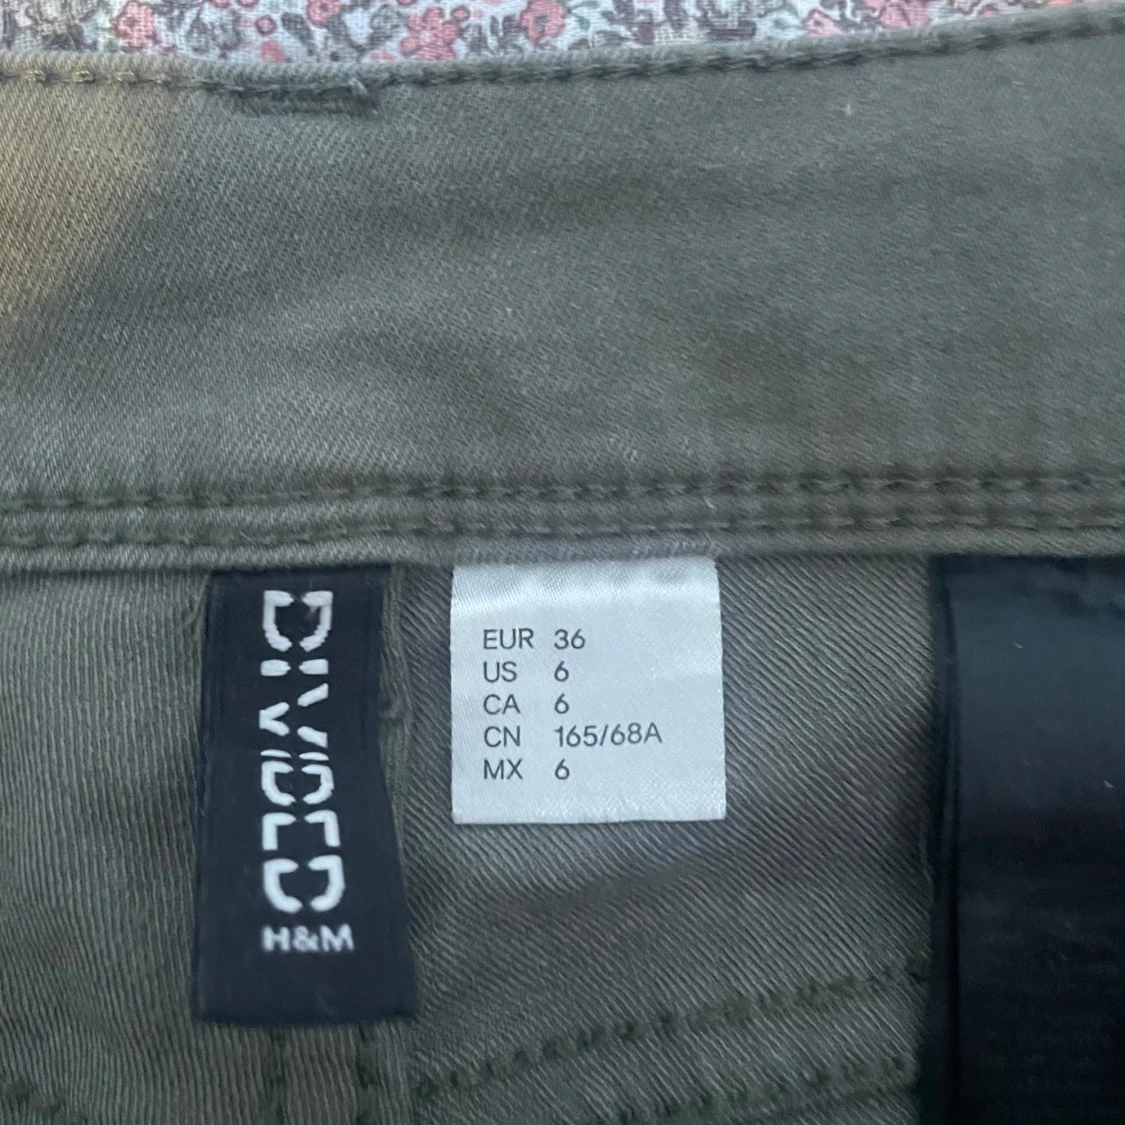 DIVIDED
H&M
EUR 36
US 6
CA 6
CN 165/68A
MX 6